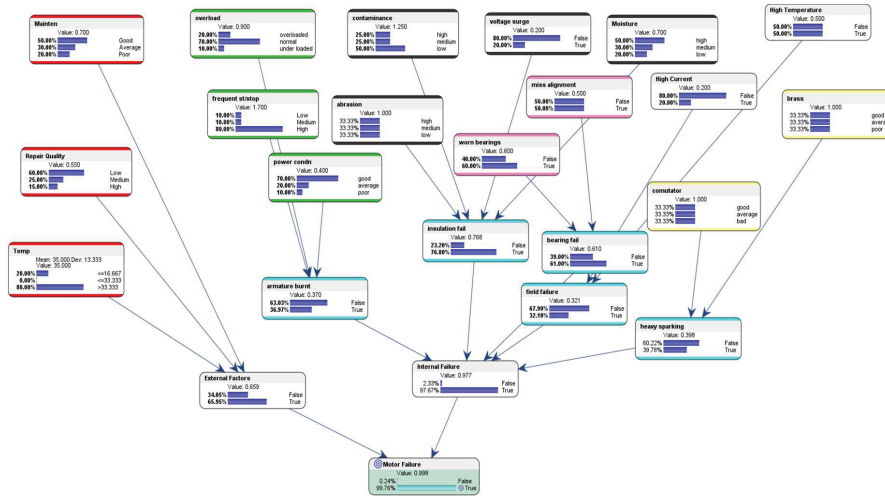 Mainten
Value: 0.700
50.00% Good
30.00% Average
20.00% Poor
overload
Value: 0.900
20.00% overloaded
70.00% normal
10.00% under loaded
contaminance
Value: 1.250
25.00% high
25.00% medium
50.00% low
voltage surge
Value: 0.200
80.00% False
20.00% True
Moisture
Value: 0.700
50.00% high
30.00% medium
20.00% low
High Temperature
Value: 0.500
50.00% False
50.00% True
frequent st/stop
Value: 1.700
10.00% Low
10.00% Medium
80.00% High
abrasion
Value: 1.000
33.33% high
33.33% medium
33.33% low
miss alignment
Value: 0.500
50.00% False
50.00% True
High Current
Value: 0.200
80.00% False
20.00% True
brass
Value: 1.000
33.33% good
33.33% average
33.33% poor
Repair Quality
Value: 0.550
60.00% Low
25.00% Medium
15.00% High
power condn
Value: 0.400
70.00% good
20.00% average
10.00% poor
worn bearings
Value: 0.600
40.00% False
60.00% True
comutator
Value: 1.000
33.33% good
33.33% average
33.33% bad
Temp
Mean: 35.000 Dev: 13.333
Value: 35.000
20.00% <=16.667
0.00% <=33.333
80.00% >33.333
insulation fail
Value: 0.768
23.20% False
76.80% True
bearing fail
Value: 0.610
39.00% False
61.00% True
armature burnt
Value: 0.370
63.03% False
36.97% True
field failure
Value: 0.321
67.90% False
32.10% True
heavy sparking
Value: 0.398
60.22% False
39.78% True
External Factors
Value: 0.659
34.05% False
65.95% True
Internal Failure
Value: 0.977
2.33% False
97.67% True
Motor Failure
Value: 0.998
0.24% False
99.76% True